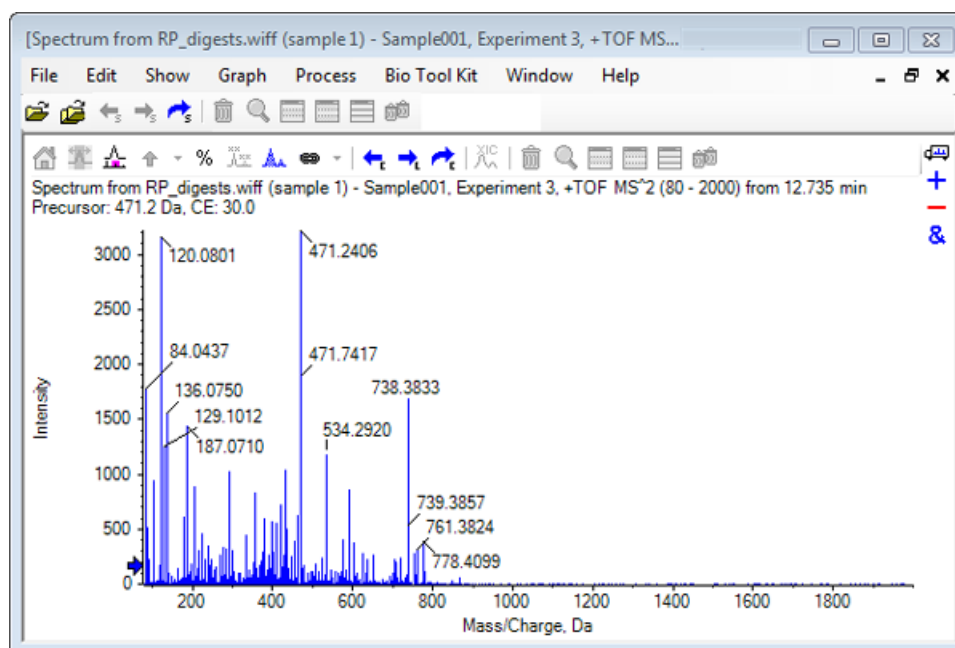 [Spectrum from RP_digests.wiff (sample 1) - Sample001, Experiment 3, +TOF MS...
File Edit Show Graph Process Bio Tool Kit Window Help
S S S
% XIC
Spectrum from RP_digests.wiff (sample 1) - Sample001, Experiment 3, +TOF MS^2 (80 - 2000) from 12.735 min
Precursor: 471.2 Da, CE: 30.0
&
3000
2500
2000
1500
1000
500
0
Intensity
120.0801
471.2406
84.0437
471.7417
136.0750
738.3833
129.1012
187.0710
534.2920
739.3857
761.3824
778.4099
200 400 600 800 1000 1200 1400 1600 1800
Mass/Charge, Da